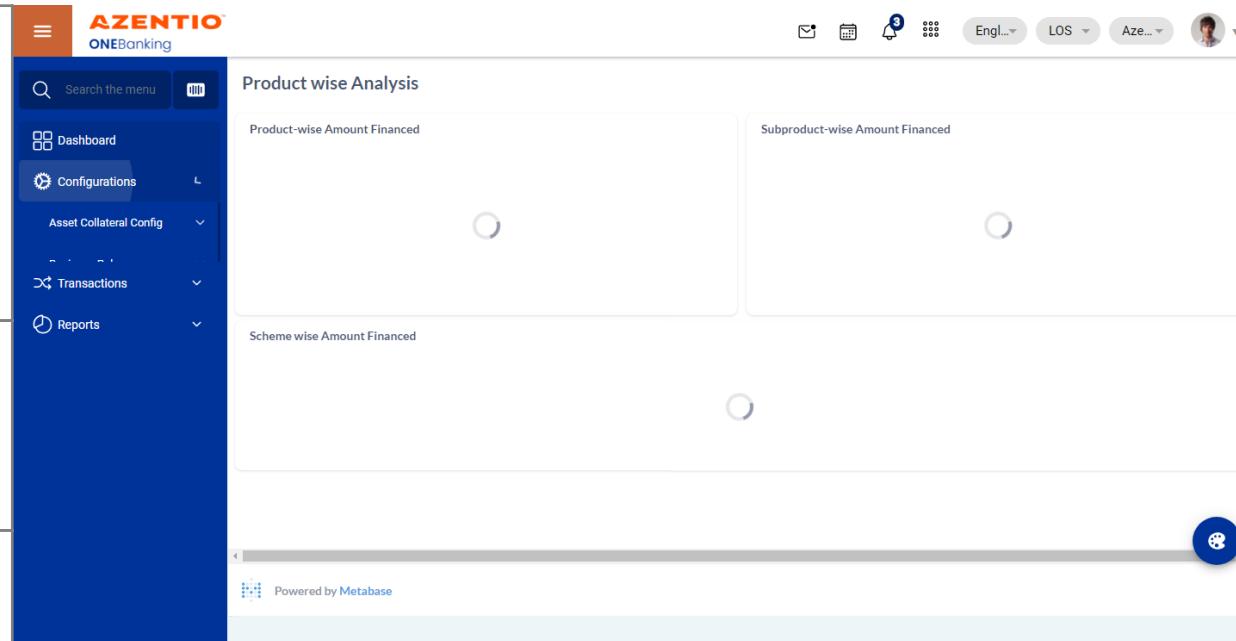 AZENTIO
ONEBanking
3
Engl...
LOS
Aze...
Search the menu
Product wise Analysis
Dashboard
Product-wise Amount Financed
Subproduct-wise Amount Financed
Configurations
Asset Collateral Config
Transactions
Reports
Scheme wise Amount Financed
Powered by Metabase